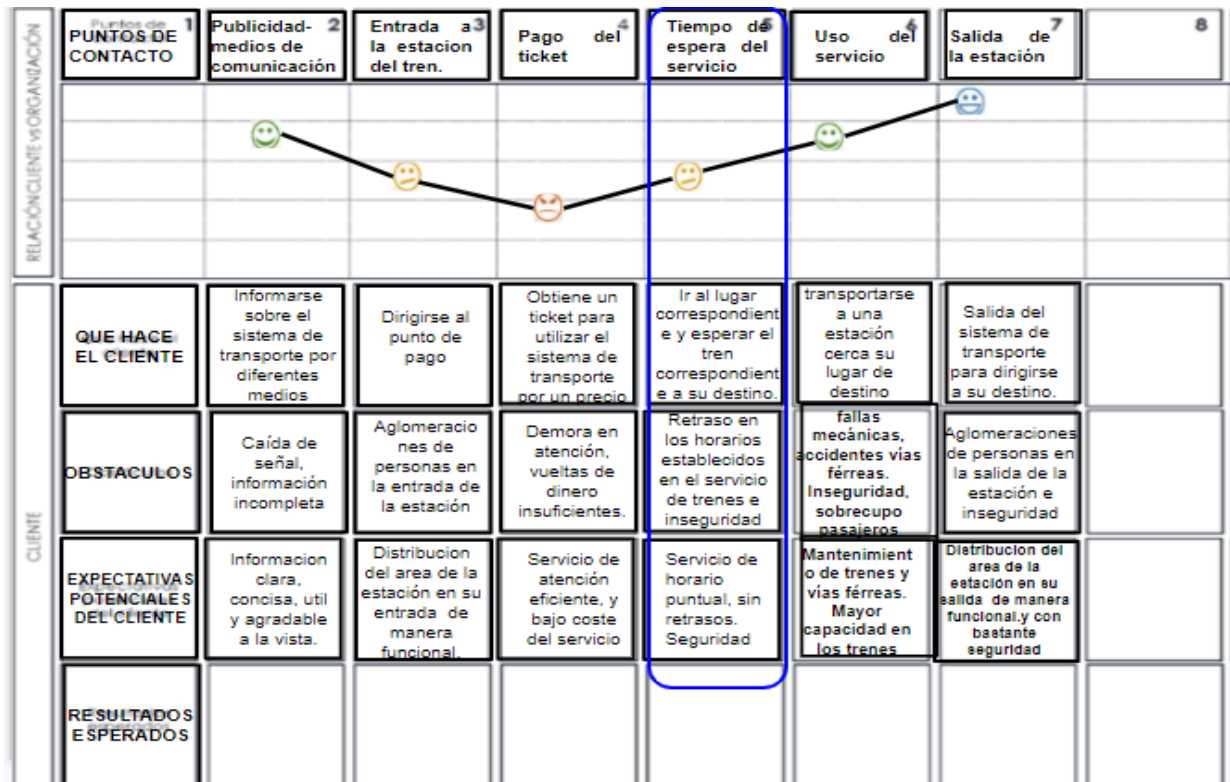 RELACIÓN CLIENTE vs ORGANIZACIÓN
PUNTOS DE
CONTACTO
1
Publicidad-
medios de
comunicación
2
Entrada a
la estacion
del tren.
3
Pago del
ticket
4
Tiempo de
espera del
servicio
5
Uso del
servicio
6
Salida de
la estación
7
8
CLIENTE
QUE HACE
EL CLIENTE
Informarse
sobre el
sistema de
transporte por
diferentes
medios
Dirigirse al
punto de
pago
Obtiene un
ticket para
utilizar el
sistema de
transporte
por un precio
Ir al lugar
correspondient
e y esperar el
tren
correspondient
e a su destino.
transportarse
a una
estación
cerca su
lugar de
destino
Salida del
sistema de
transporte
para dirigirse
a su destino.
OBSTACULOS
Caída de
señal,
información
incompleta
Aglomeracio
nes de
personas en
la entrada de
la estación
Demora en
atención,
vueltas de
dinero
insuficientes.
Retraso en
los horarios
establecidos
en el servicio
de trenes e
inseguridad
fallas
mecánicas,
accidentes vías
férreas.
Inseguridad,
sobrecupo
pasajeros
Aglomeraciones
de personas en
la salida de la
estación e
inseguridad
EXPECTATIVAS
POTENCIALES
DEL CLIENTE
Informacion
clara,
concisa, util
y agradable
a la vista.
Distribucion
del area de la
estación en su
entrada de
manera
funcional.
Servicio de
atención
eficiente, y
bajo coste
del servicio
Servicio de
horario
puntual, sin
retrasos.
Seguridad
Mantenimient
o de trenes y
vías férreas.
Mayor
capacidad en
los trenes
Distribucion del
area de la
estación en su
salida de manera
funcional.y con
bastante
seguridad
RESULTADOS
ESPERADOS